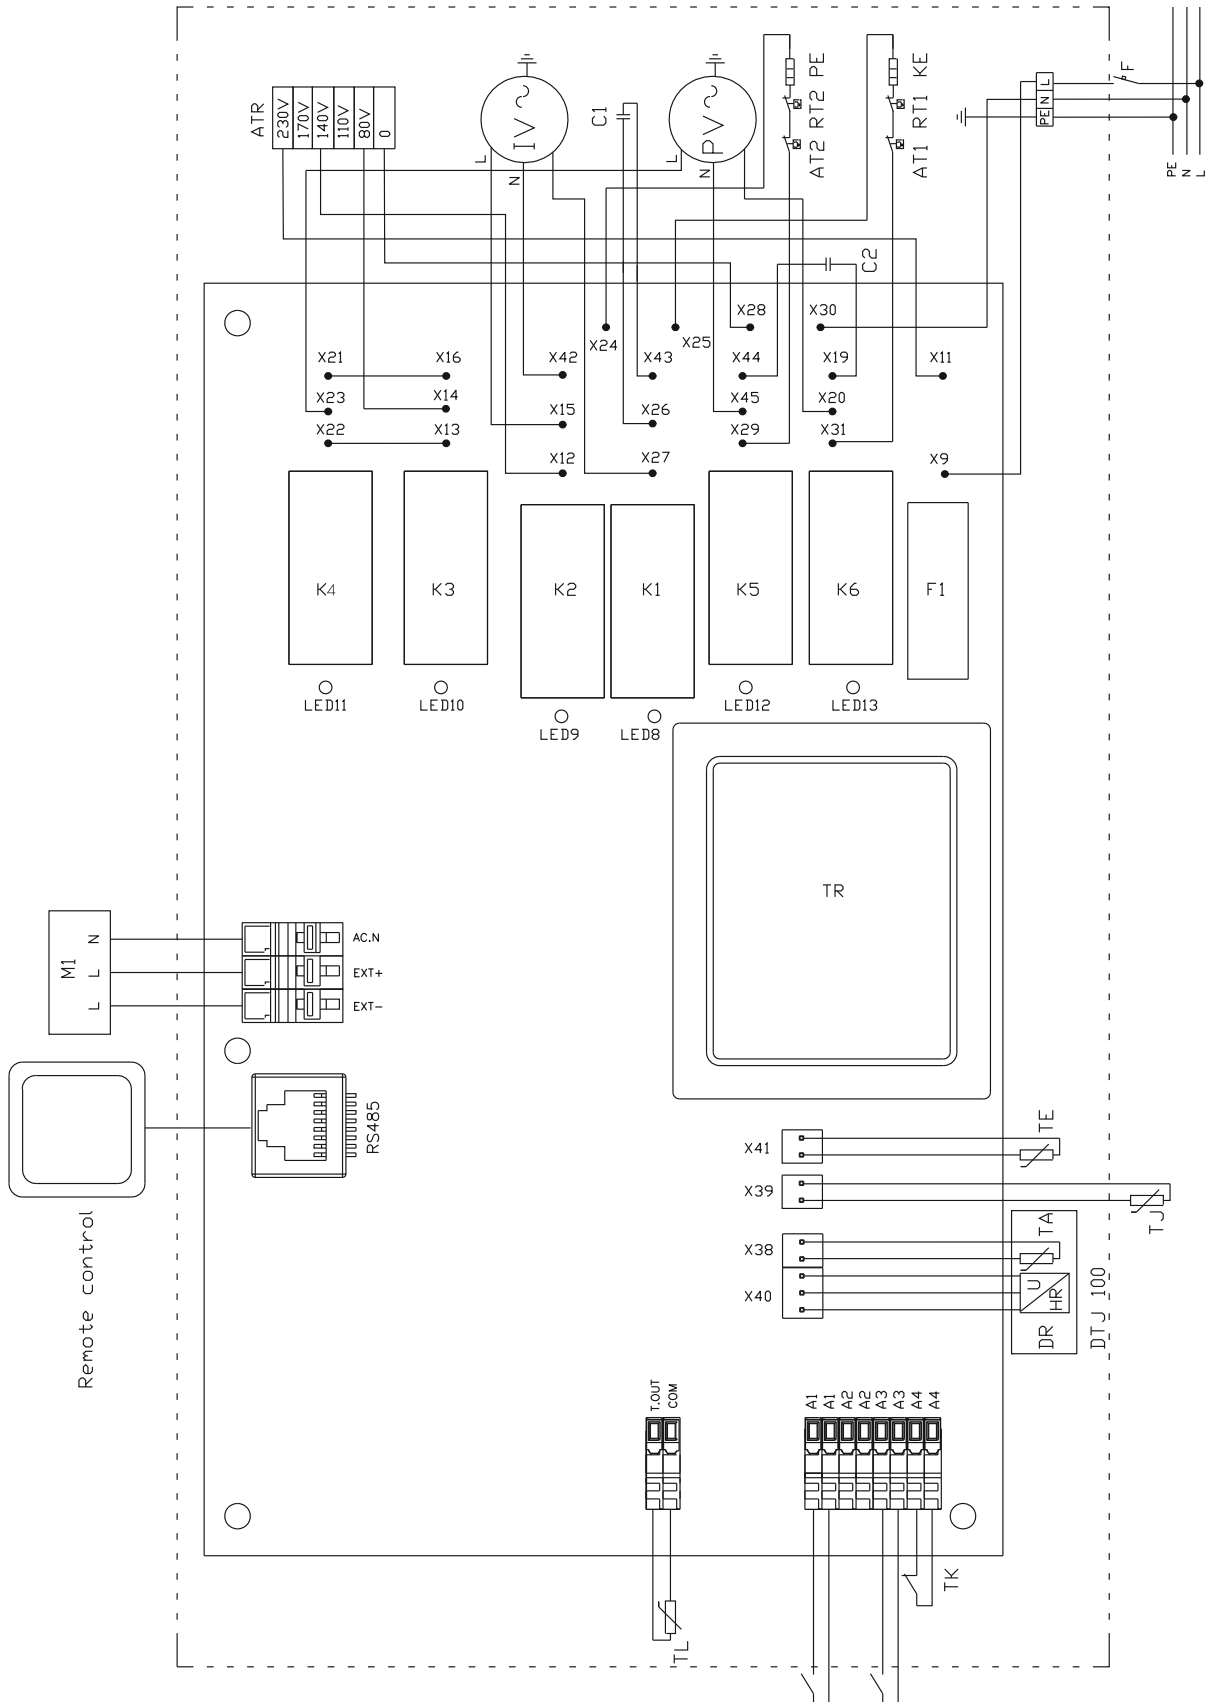 ATR
230V
170V
140V
110V
80V
0
L
IV
N
C1
L
PV
N
AT2 RT2 PE
AT1 RT1 KE
C2
PE N L
F
PE
N
L
X21
X16
X42
X24
X43
X25
X28
X30
X44
X19
X11
X23
X14
X15
X26
X45
X20
X22
X13
X12
X27
X29
X31
X9
K4
K3
K2
K1
K5
K6
F1
LED11
LED10
LED9
LED8
LED12
LED13
TR
M1
L L N
AC.N
EXT+
EXT-
RS485
Remote control
X41
TE
X39
TJ
X38
TA
X40
U
HR
DR
DTJ 100
T.OUT
COM
A1
A1
A2
A2
A3
A3
A4
A4
TL
TK